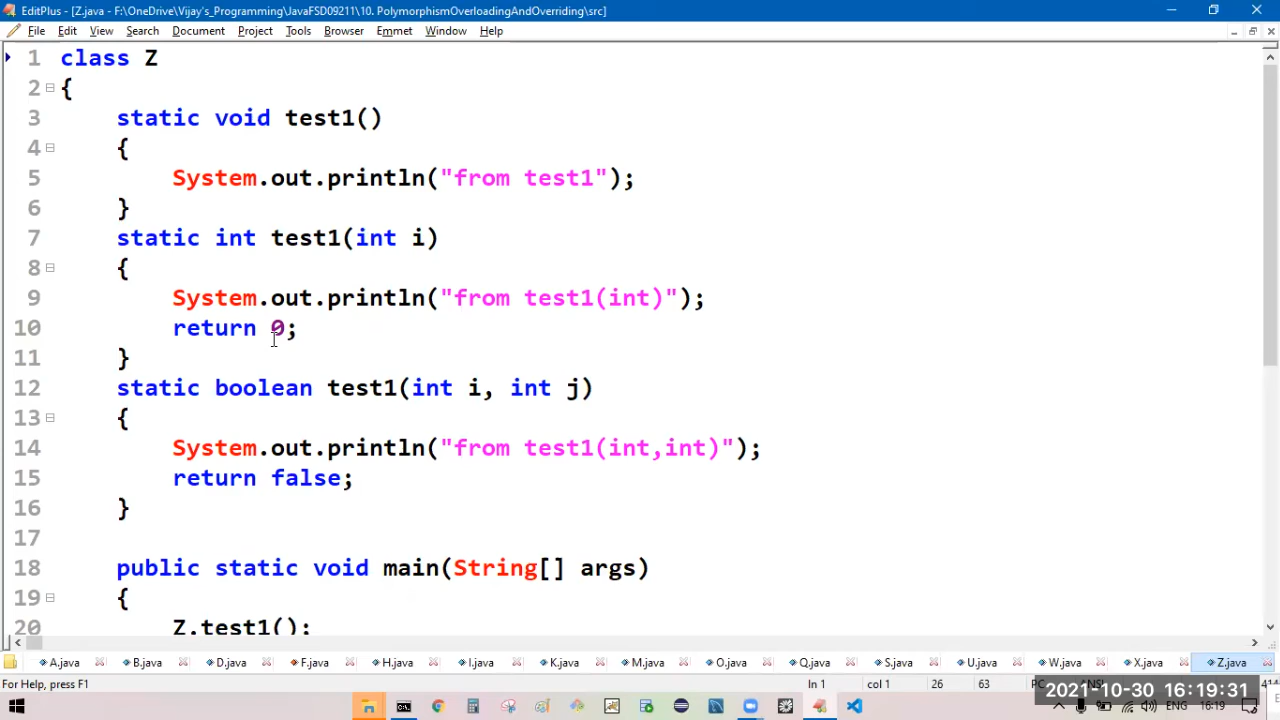 EditPlus - [Z.java - F:\OneDrive\Vijay's_Programming\JavaFSD09211\10. PolymorphismOverloadingAndOverriding\src]
File Edit View Search Document Project Tools Browser Emmet Window Help
1 class Z
2 {
3 static void test1()
4 {
5 System.out.println("from test1");
6 }
7 static int test1(int i)
8 {
9 System.out.println("from test1(int)");
10 return 0;
11 }
12 static boolean test1(int i, int j)
13 {
14 System.out.println("from test1(int,int)");
15 return false;
16 }
17
18 public static void main(String[] args)
19 {
20 Z.test1();
A.java B.java D.java F.java H.java I.java K.java M.java O.java Q.java S.java U.java W.java X.java Z.java
For Help, press F1 ln 1 col 1 26 63 PC ANSI
2021-10-30 16:19:31
ENG 16:19